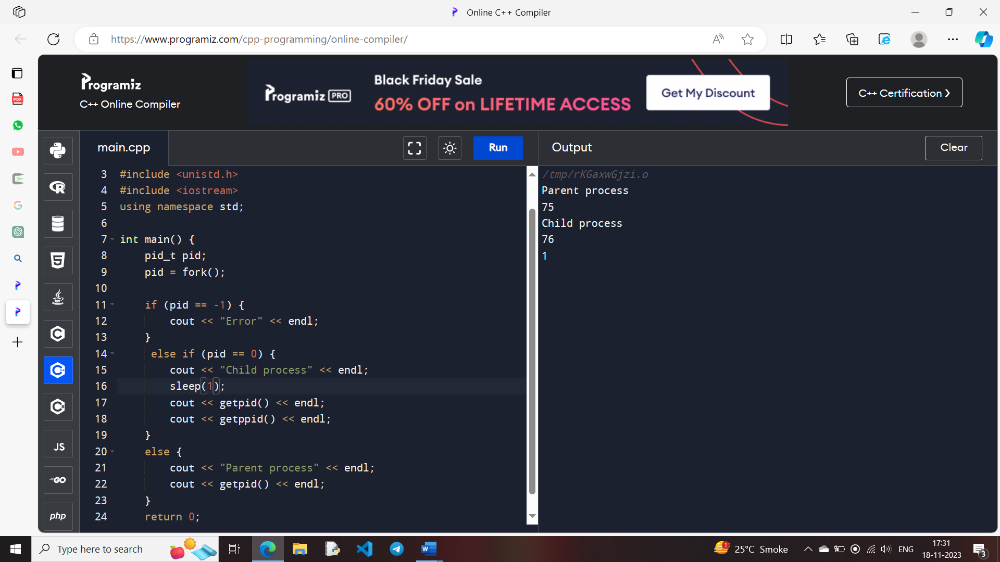 Online C++ Compiler
https://www.programiz.com/cpp-programming/online-compiler/
Programiz
C++ Online Compiler
Programiz PRO
Black Friday Sale
60% OFF on LIFETIME ACCESS
Get My Discount
C++ Certification ❯
main.cpp
Run
Output
Clear
3 #include <unistd.h>
4 #include <iostream>
5 using namespace std;
6
7 int main() {
8 pid_t pid;
9 pid = fork();
10
11 if (pid == -1) {
12 cout << "Error" << endl;
13 }
14 else if (pid == 0) {
15 cout << "Child process" << endl;
16 sleep(1);
17 cout << getpid() << endl;
18 cout << getppid() << endl;
19 }
20 else {
21 cout << "Parent process" << endl;
22 cout << getpid() << endl;
23 }
24 return 0;
/tmp/rKGaxwGjzi.o
Parent process
75
Child process
76
1
PDF
R
5
C
C++
C#
JS
GO
php
Type here to search
W
1
25°C Smoke
ENG
17:31
18-11-2023
3